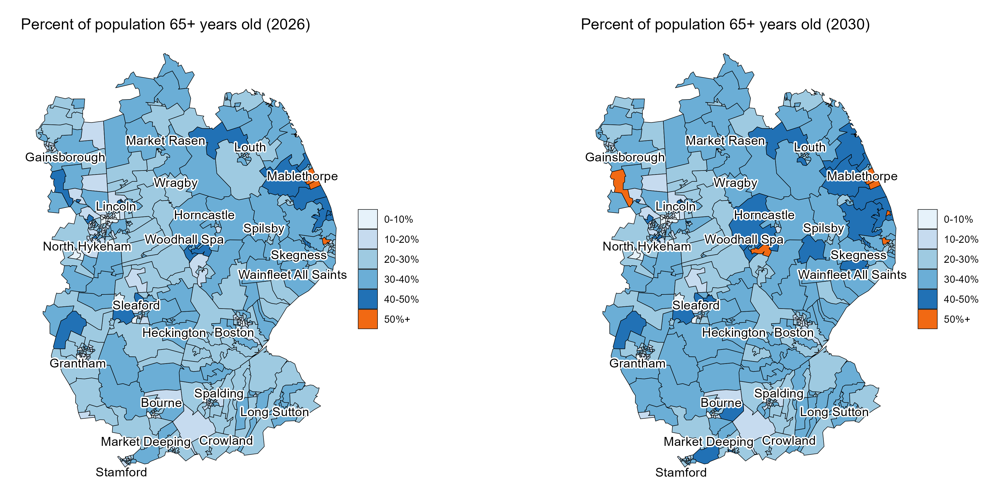 Percent of population 65+ years old (2026)
Market Rasen
Louth
Gainsborough
Mablethorpe
Wragby
Lincoln
Horncastle
Spilsby
Woodhall Spa
North Hykeham
Skegness
Wainfleet All Saints
Sleaford
Heckington
Boston
Grantham
Spalding
Bourne
Long Sutton
Market Deeping
Crowland
Stamford
0-10%
10-20%
20-30%
30-40%
40-50%
50%+
Percent of population 65+ years old (2030)
Market Rasen
Louth
Gainsborough
Mablethorpe
Wragby
Lincoln
Horncastle
Spilsby
Woodhall Spa
North Hykeham
Skegness
Wainfleet All Saints
Sleaford
Heckington
Boston
Grantham
Spalding
Bourne
Long Sutton
Market Deeping
Crowland
Stamford
0-10%
10-20%
20-30%
30-40%
40-50%
50%+